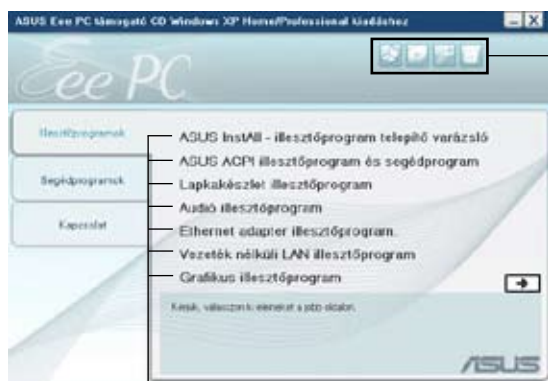 ASUS Eee PC támogató CD Windows XP Home/Professional kiadáshoz
Eee PC
Illesztőprogramok
Segédprogramok
Kapcsolat
ASUS InstAll - illesztőprogram telepítő varázsló
ASUS ACPI illesztőprogram és segédprogram
Lapkakészlet illesztőprogram
Audió illesztőprogram
Ethernet adapter illesztőprogram.
Vezeték nélküli LAN illesztőprogram
Grafikus illesztőprogram
Kérjük, válasszon ki elemeket a jobb oldalon.
ASUS